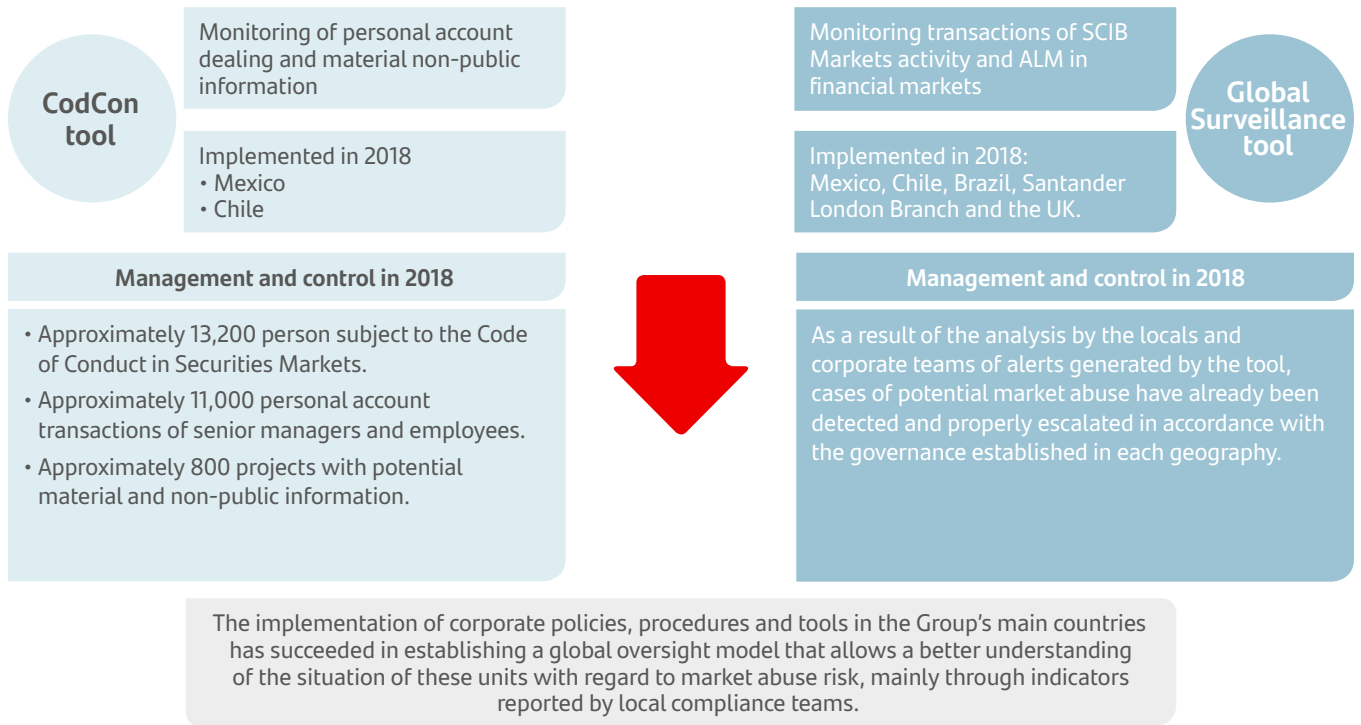 CodCon
tool
Monitoring of personal account
dealing and material non-public
information
Implemented in 2018
• Mexico
• Chile
Management and control in 2018
• Approximately 13,200 person subject to the Code
of Conduct in Securities Markets.
• Approximately 11,000 personal account
transactions of senior managers and employees.
• Approximately 800 projects with potential
material and non-public information.
Monitoring transactions of SCIB
Markets activity and ALM in
financial markets
Global
Surveillance
tool
Implemented in 2018:
Mexico, Chile, Brazil, Santander
London Branch and the UK.
Management and control in 2018
As a result of the analysis by the locals and
corporate teams of alerts generated by the tool,
cases of potential market abuse have already been
detected and properly escalated in accordance with
the governance established in each geography.
The implementation of corporate policies, procedures and tools in the Group's main countries
has succeeded in establishing a global oversight model that allows a better understanding
of the situation of these units with regard to market abuse risk, mainly through indicators
reported by local compliance teams.